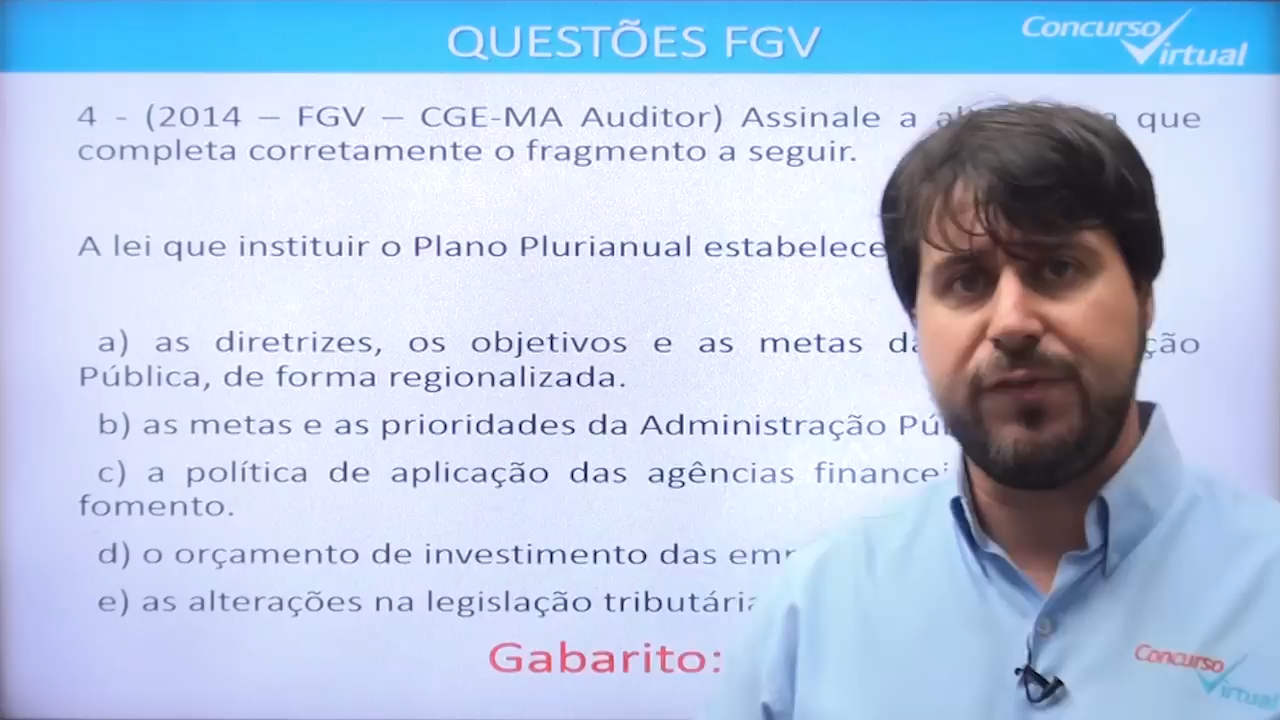 QUESTÕES FGV
Concurso
Virtual
4 - (2014 – FGV – CGE-MA Auditor) Assinale a que
completa corretamente o fragmento a seguir.
A lei que instituir o Plano Plurianual estabelece
a) as diretrizes, os objetivos e as metas
Pública, de forma regionalizada.
b) as metas e as prioridades da Administração
c) a política de aplicação das agências
fomento.
d) o orçamento de investimento das
e) as alterações na legislação
Gabarito:
Concurso
Virtual